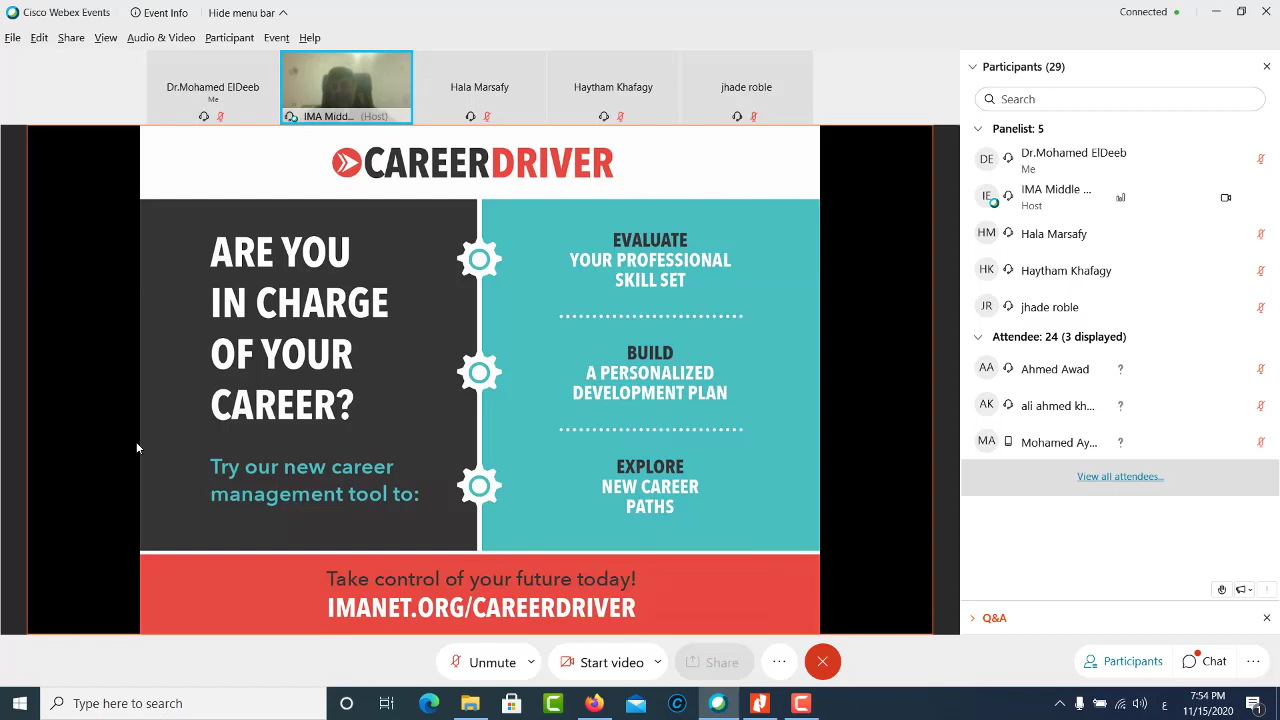 Cisco Webex Events
Event Info
Hide menu bar
Connected
File Edit Share View Audio & Video Participant Event Help
Dr.Mohamed ElDeeb
Me
IMA Midd... (Host)
Hala Marsafy
Haytham Khafagy
jhade roble
CAREERDRIVER
ARE YOU
IN CHARGE
OF YOUR
CAREER?
Try our new career
management tool to:
EVALUATE
YOUR PROFESSIONAL
SKILL SET
BUILD
A PERSONALIZED
DEVELOPMENT PLAN
EXPLORE
NEW CAREER
PATHS
Take control of your future today!
IMANET.ORG/CAREERDRIVER
Participants (29)
Search
Panelist: 5
DE Dr.Mohamed ElDeeb
Me
IE IMA Middle ...
Host
HM Hala Marsafy
HK Haytham Khafagy
JR jhade roble
Attendee: 24 (3 displayed)
AA Ahmed Awad ?
AK ali ahmed kh... ?
MA Mohamed Ay... ?
View all attendees...
Q&A
Unmute
Start video
Share
Participants
Chat
Type here to search
7:54 PM
11/15/2020